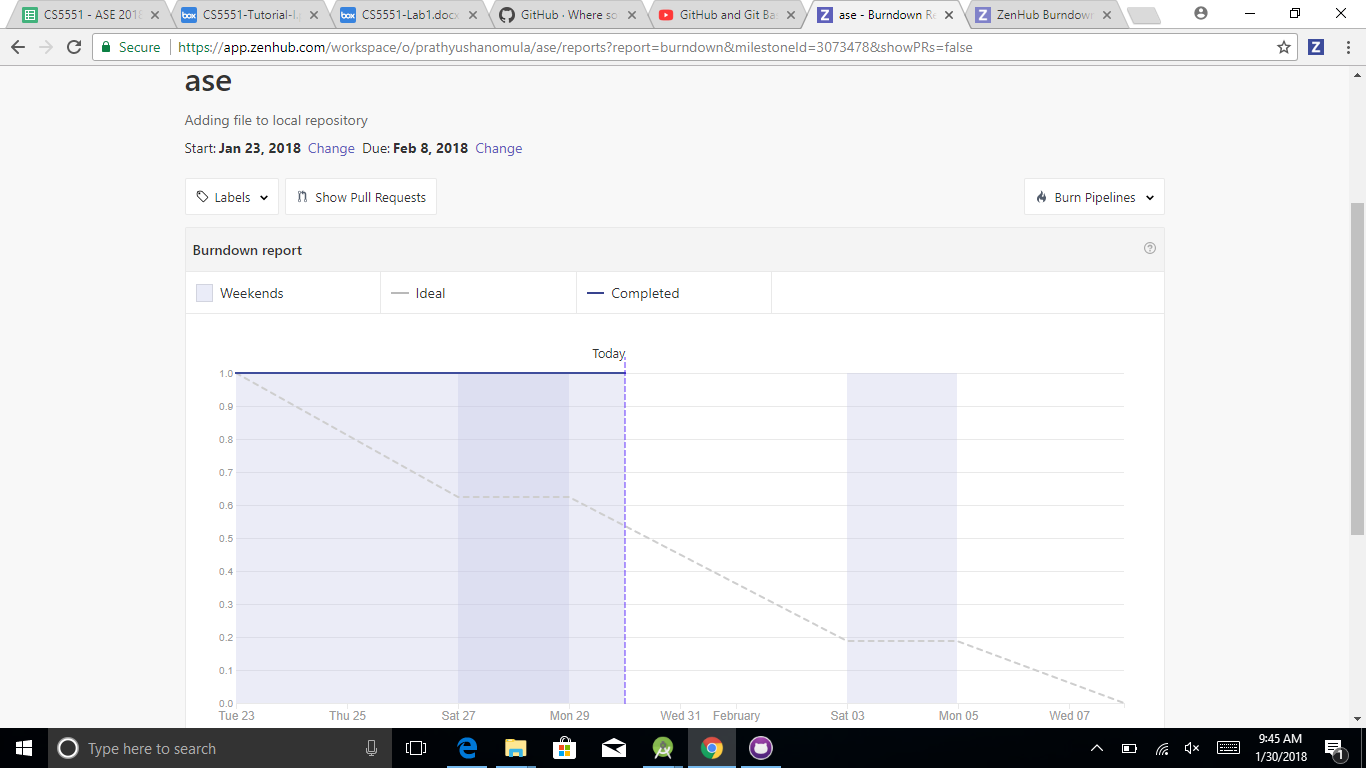 CS5551 - ASE 2018
CS5551-Tutorial-I.
CS5551-Lab1.docx
GitHub · Where so
GitHub and Git Ba
ase - Burndown Re
ZenHub Burndown
Secure https://app.zenhub.com/workspace/o/prathyushanomula/ase/reports?report=burndown&milestoneId=3073478&showPRs=false
Z
ase
Adding file to local repository
Start: Jan 23, 2018 Change Due: Feb 8, 2018 Change
Labels Show Pull Requests Burn Pipelines
Burndown report
Weekends Ideal Completed
Today
1.0
0.9
0.8
0.7
0.6
0.5
0.4
0.3
0.2
0.1
0.0
Tue 23 Thu 25 Sat 27 Mon 29 Wed 31 February Sat 03 Mon 05 Wed 07
Type here to search
9:45 AM
1/30/2018
1